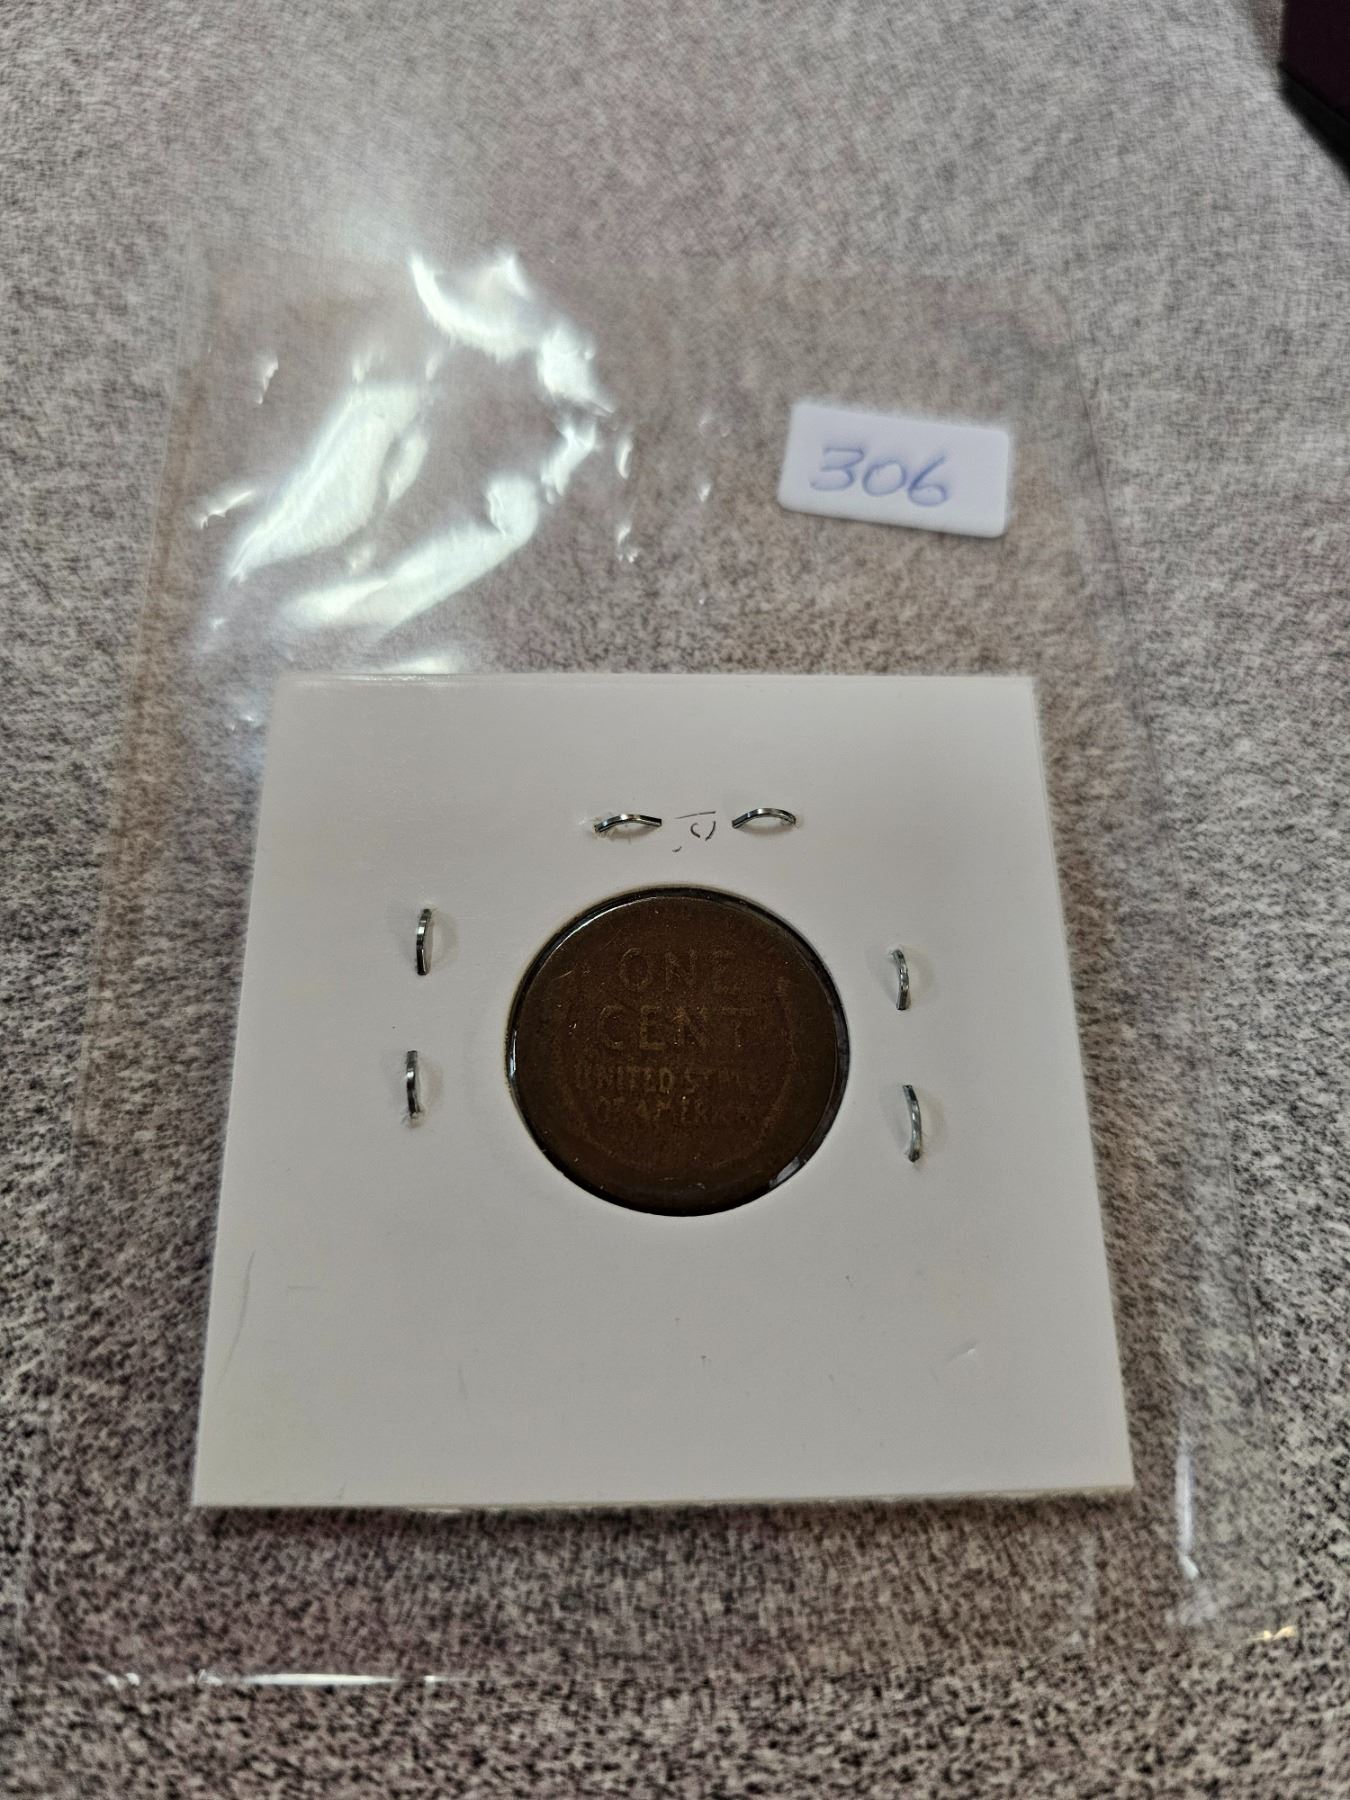 306
ONE
CENT
UNITED STATES
OF AMERICA